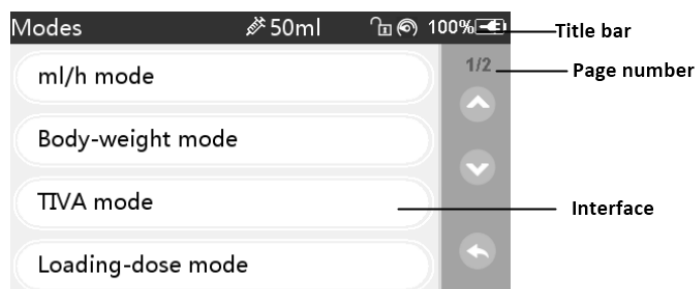 Modes 50ml 100% Title bar
1/2 Page number
ml/h mode
Body-weight mode
TIVA mode
Interface
Loading-dose mode